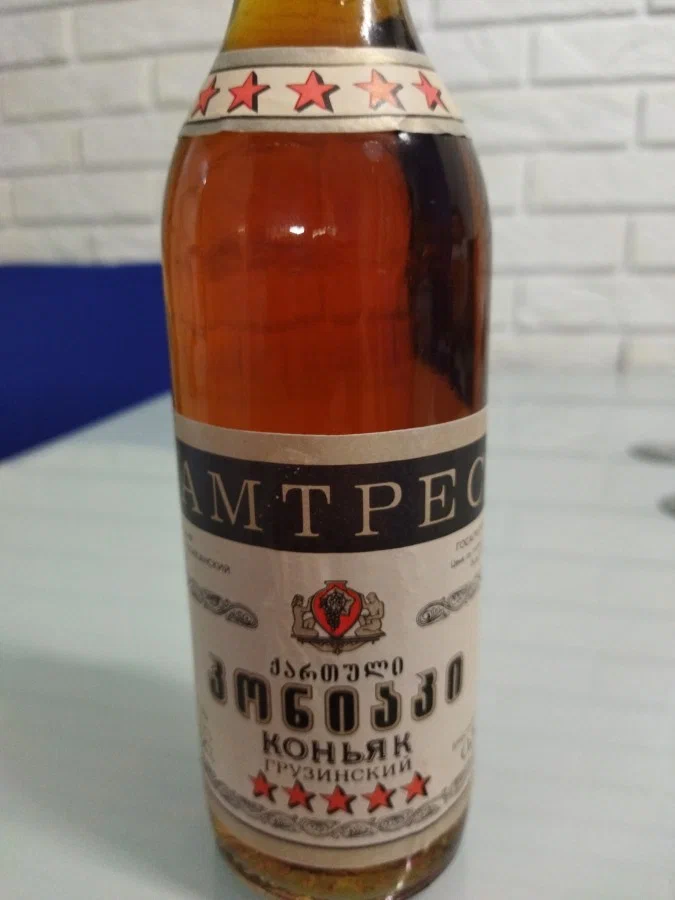 АМТРЕС
ქართული
კონიაკი
КОНЬЯК
ГРУЗИНСКИЙ